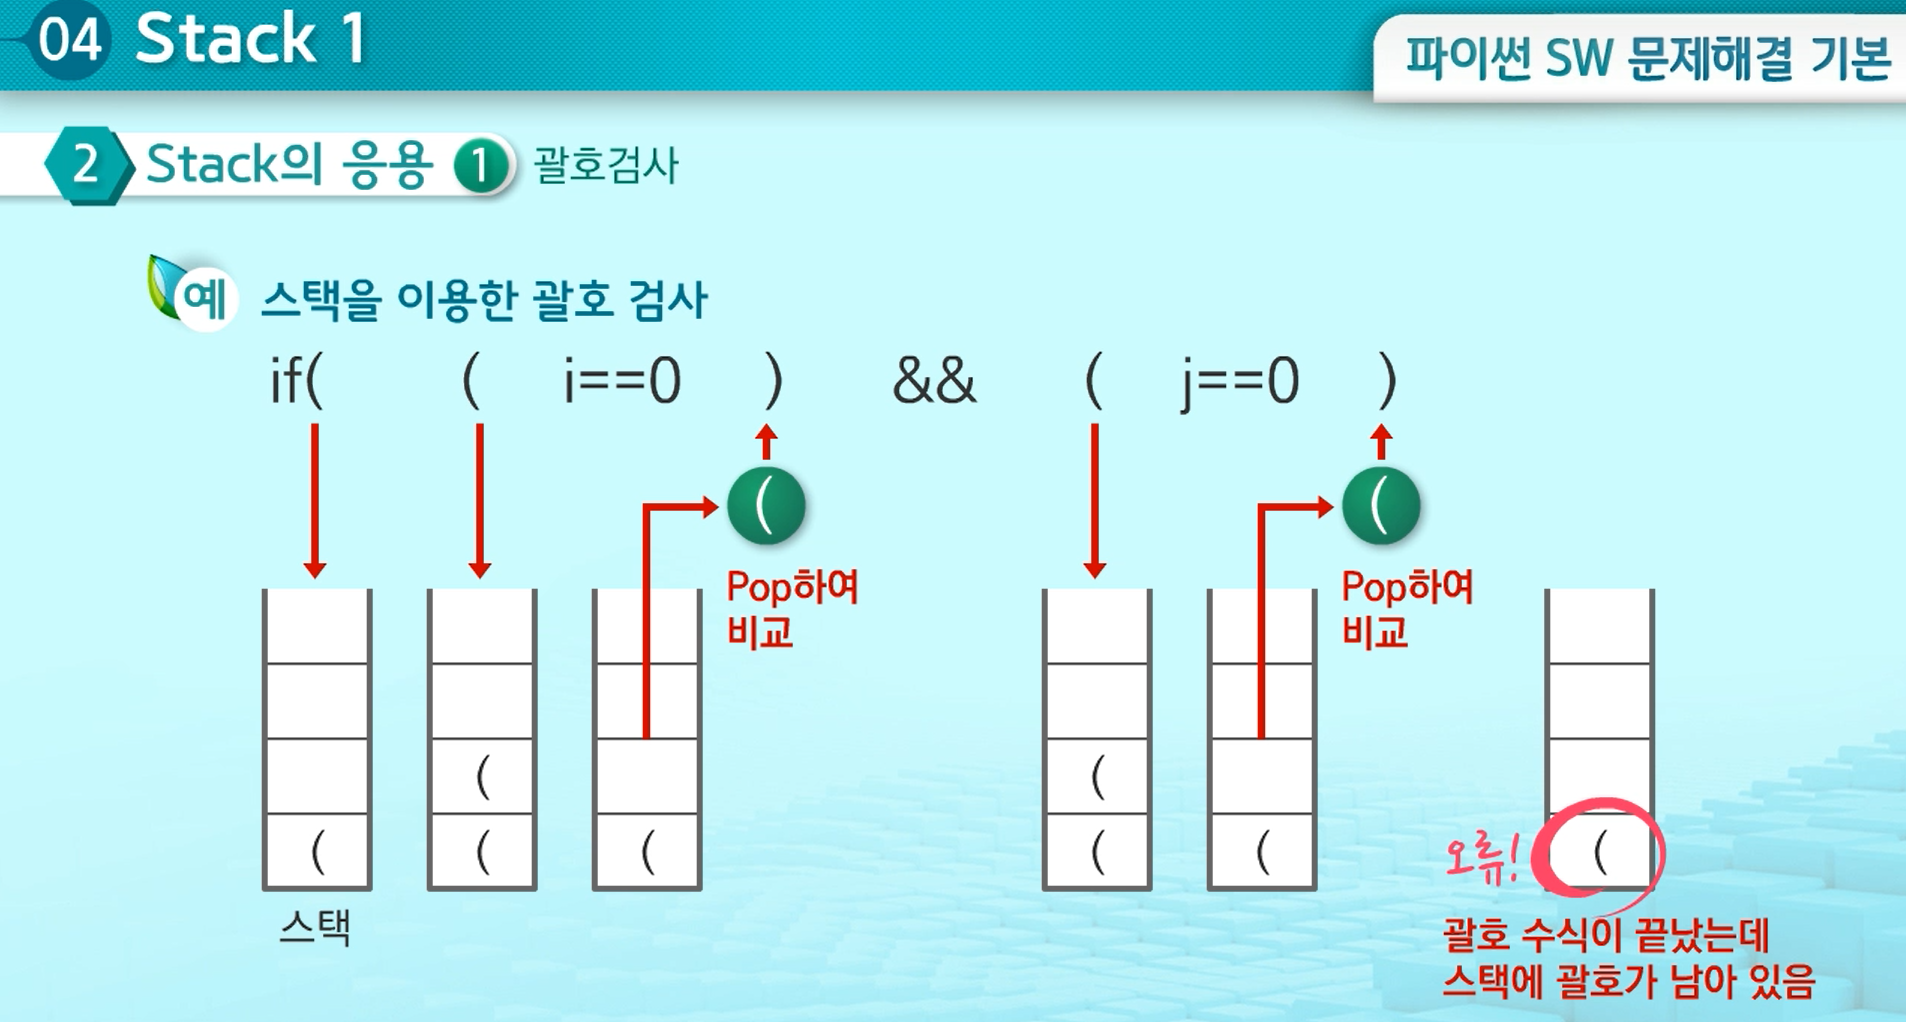 04 Stack 1
파이썬 SW 문제해결 기본
2 Stack의 응용 1 괄호검사
예 스택을 이용한 괄호 검사
if( ( i==0 ) && ( j==0 )
( (
Pop하여 Pop하여
비교 비교
( (
( ( ( ( ( (
오류!
스택
괄호 수식이 끝났는데
스택에 괄호가 남아 있음